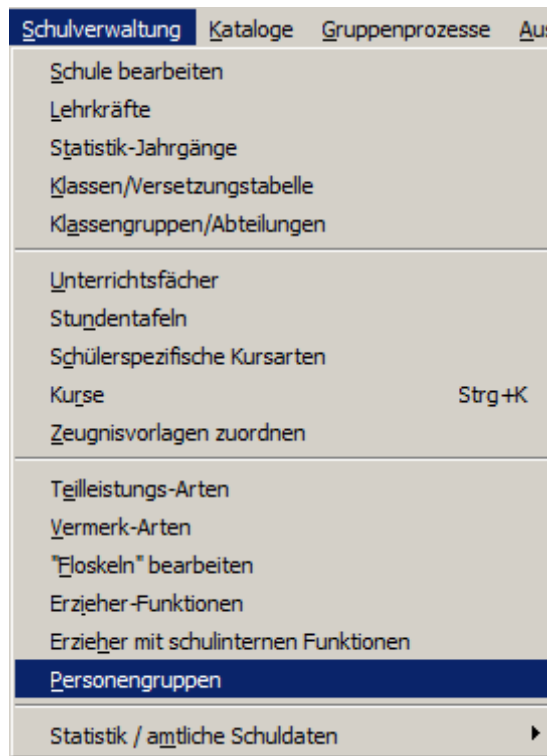 Schulverwaltung Kataloge Gruppenprozesse Aus
Schule bearbeiten
Lehrkräfte
Statistik-Jahrgänge
Klassen/Versetzungstabelle
Klassengruppen/Abteilungen
Unterrichtsfächer
Stundentafeln
Schülerspezifische Kursarten
Kurse Strg+K
Zeugnisvorlagen zuordnen
Teilleistungs-Arten
Vermerk-Arten
"Floskeln" bearbeiten
Erzieher-Funktionen
Erzieher mit schulinternen Funktionen
Personengruppen
Statistik / amtliche Schuldaten